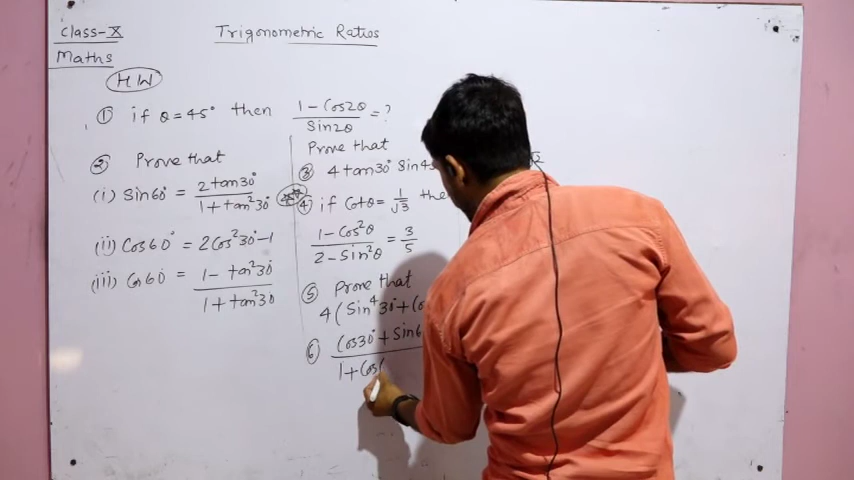 Class-X
Trigonometric Ratios
Maths
HW
① if θ = 45° then (1 - Cos2θ)/(Sin2θ) = ?
② Prove that
(i) Sin60° = (2tan30°)/(1 + tan²30°)
(ii) Cos60° = 2Cos²30° - 1
(iii) Cos60 = (1 - tan²30°)/(1 + tan²30)
Prove that
③ 4tan30° Sin45
④ if Cotθ = 1/√3 the
(1 - Cos²θ)/(2 - Sin²θ) = 3/5
⑤ Prove that
4(Sin⁴30° + Co
⑥ Cos30° + Sin6
1 + Cos